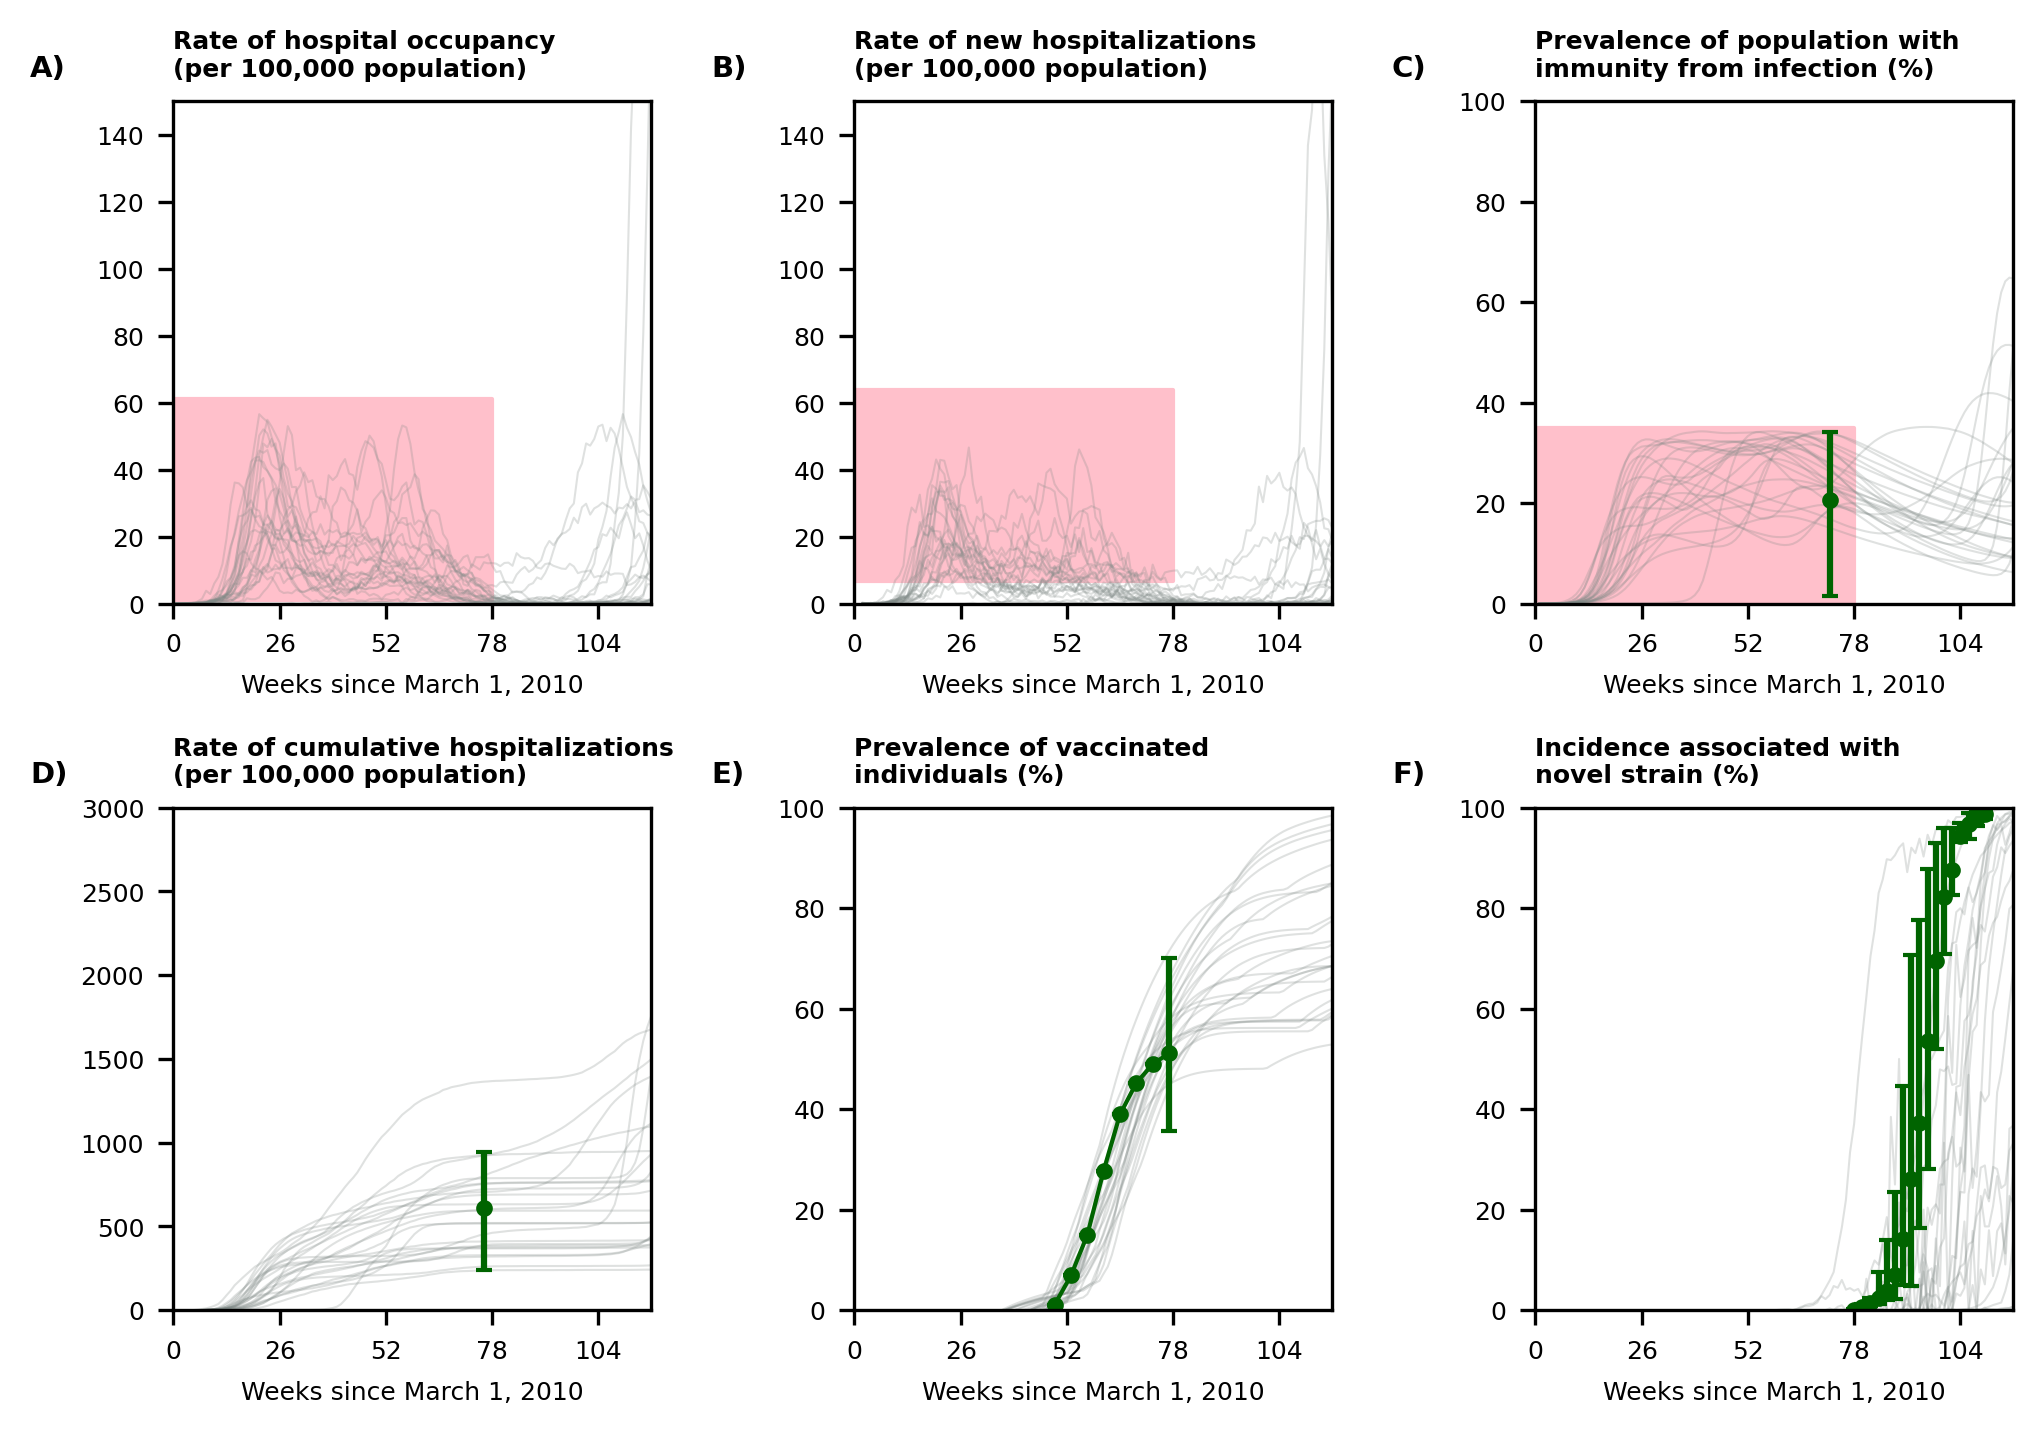 A)
Rate of hospital occupancy
(per 100,000 population)
140
120
100
80
60
40
20
0
0 26 52 78 104
Weeks since March 1, 2010
B)
Rate of new hospitalizations
(per 100,000 population)
140
120
100
80
60
40
20
0
0 26 52 78 104
Weeks since March 1, 2010
C)
Prevalence of population with
immunity from infection (%)
100
80
60
40
20
0
0 26 52 78 104
Weeks since March 1, 2010
D)
Rate of cumulative hospitalizations
(per 100,000 population)
3000
2500
2000
1500
1000
500
0
0 26 52 78 104
Weeks since March 1, 2010
E)
Prevalence of vaccinated
individuals (%)
100
80
60
40
20
0
0 26 52 78 104
Weeks since March 1, 2010
F)
Incidence associated with
novel strain (%)
100
80
60
40
20
0
0 26 52 78 104
Weeks since March 1, 2010